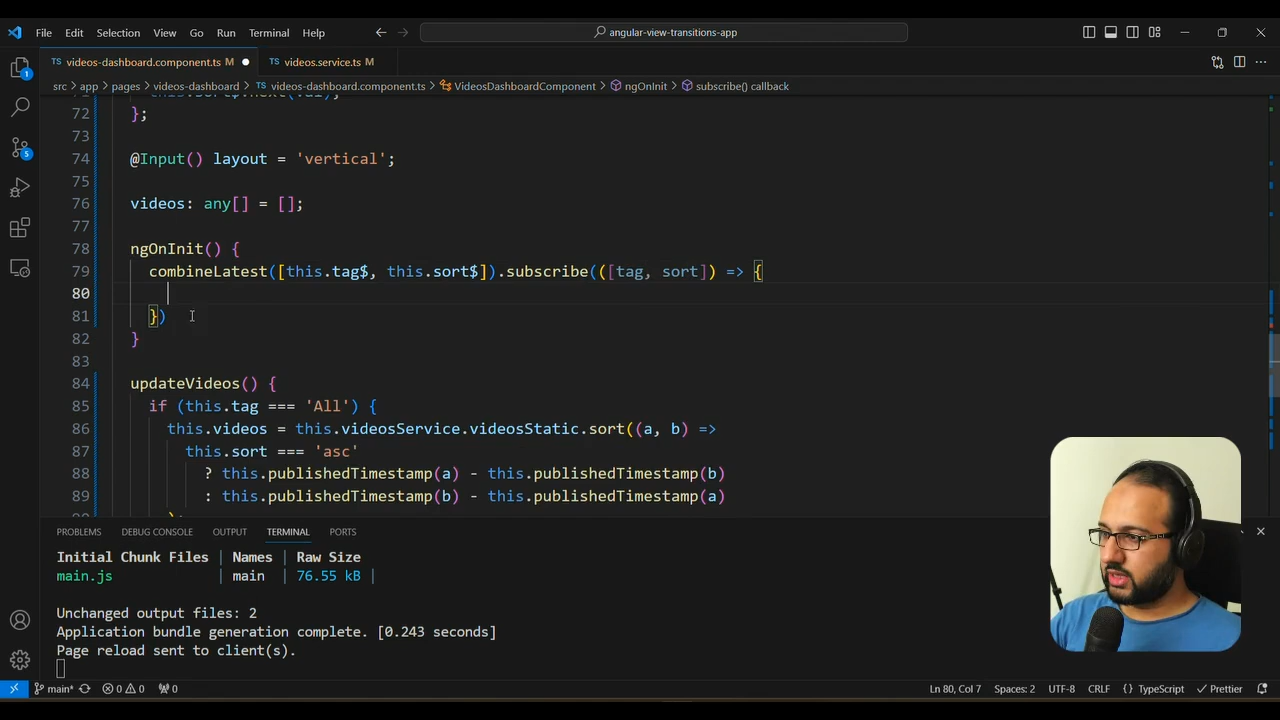 File Edit Selection View Go Run Terminal Help
angular-view-transitions-app
videos-dashboard.component.ts M
videos.service.ts M
src > app > pages > videos-dashboard > videos-dashboard.component.ts > VideosDashboardComponent > ngOnInit > subscribe() callback
72 };
73
74 @Input() layout = 'vertical';
75
76 videos: any[] = [];
77
78 ngOnInit() {
79 combineLatest([this.tag$, this.sort$]).subscribe(([tag, sort]) => {
80
81 })
82 }
83
84 updateVideos() {
85 if (this.tag === 'All') {
86 this.videos = this.videosService.videosStatic.sort((a, b) =>
87 this.sort === 'asc'
88 ? this.publishedTimestamp(a) - this.publishedTimestamp(b)
89 : this.publishedTimestamp(b) - this.publishedTimestamp(a)
PROBLEMS DEBUG CONSOLE OUTPUT TERMINAL PORTS
Initial Chunk Files | Names | Raw Size
main.js | main | 76.55 kB |
Unchanged output files: 2
Application bundle generation complete. [0.243 seconds]
Page reload sent to client(s).
main* 0 0 0 Ln 80, Col 7 Spaces: 2 UTF-8 CRLF {} TypeScript Prettier